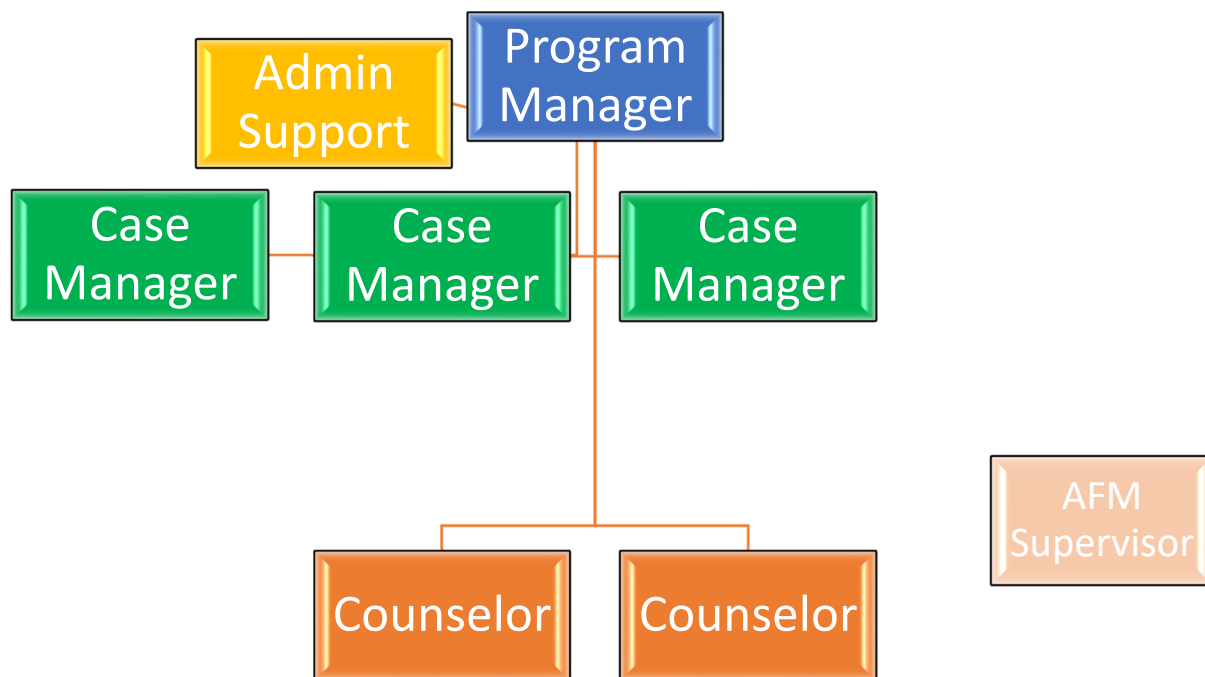 Program
Manager
Admin
Support
Case
Manager
Case
Manager
Case
Manager
AFM
Supervisor
Counselor
Counselor